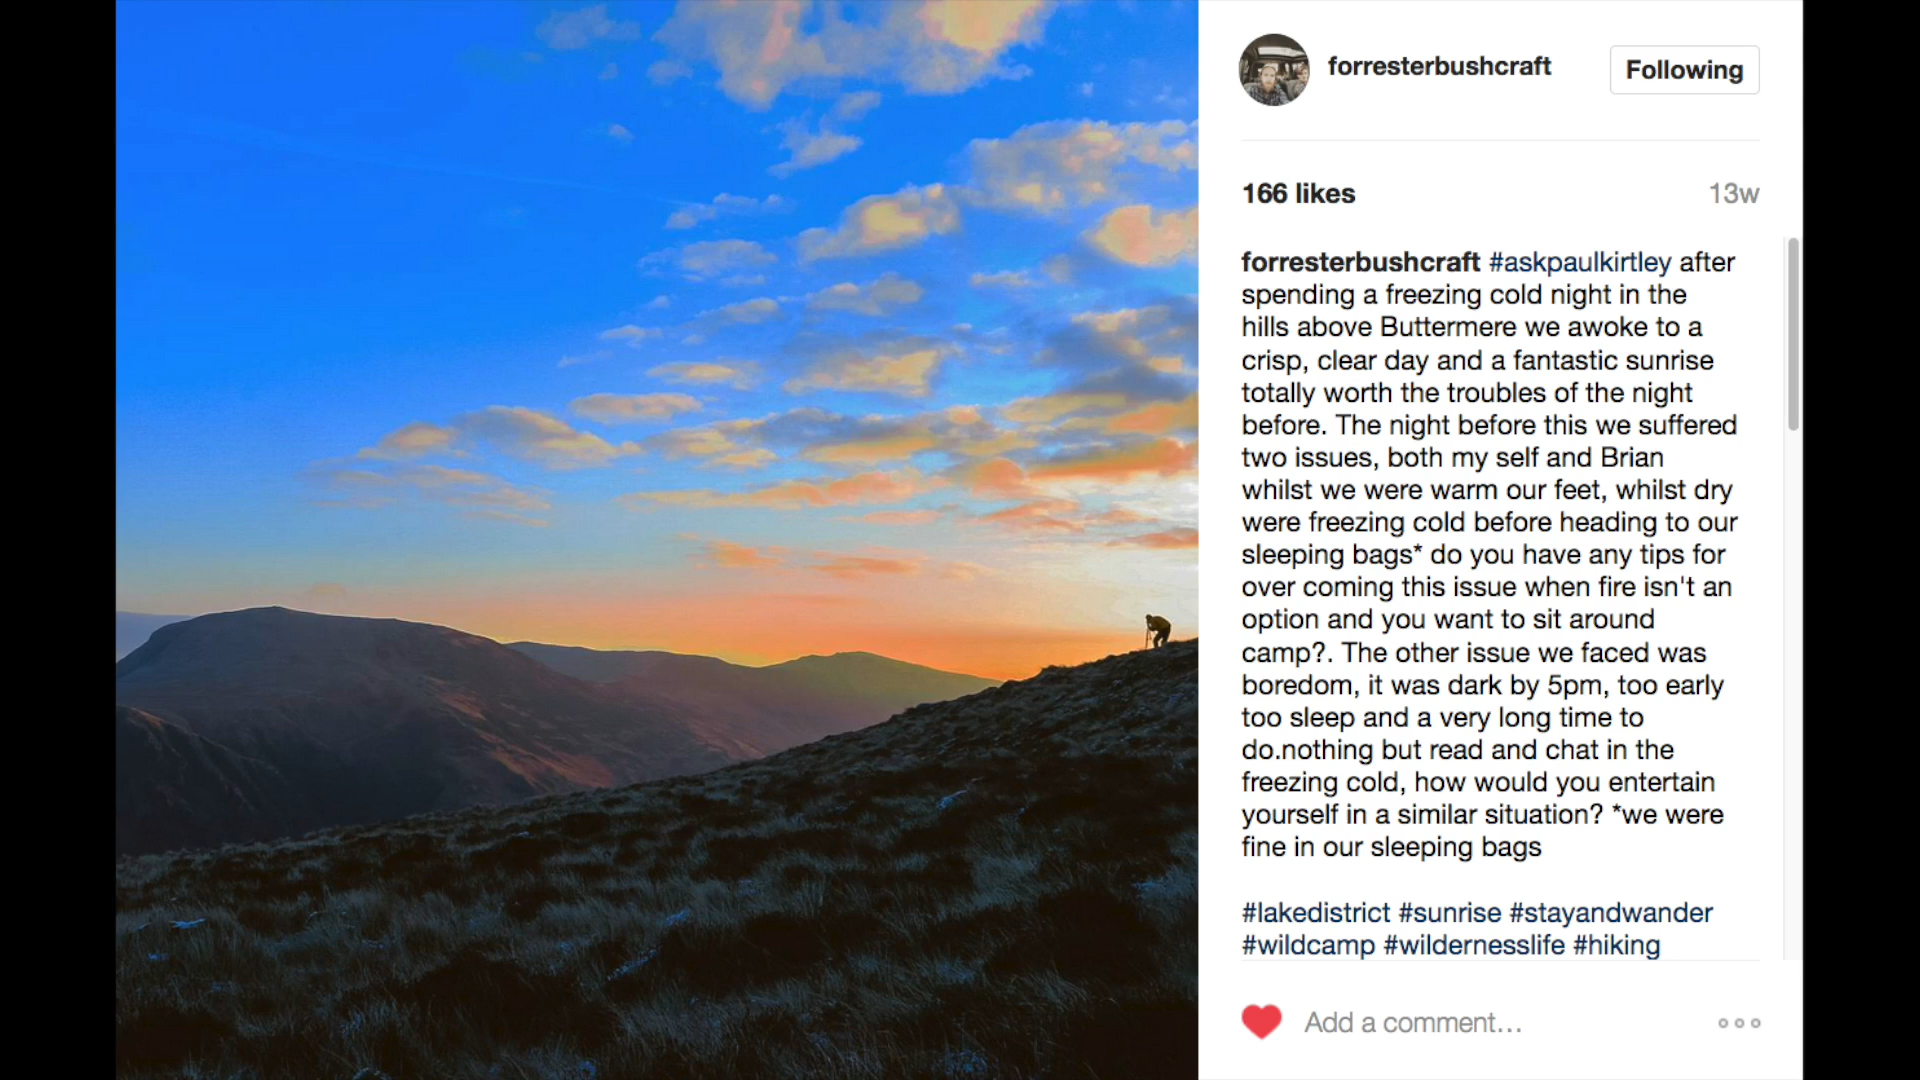 forresterbushcraft
Following
166 likes
13w
forresterbushcraft #askpaulkirtley after
spending a freezing cold night in the
hills above Buttermere we awoke to a
crisp, clear day and a fantastic sunrise
totally worth the troubles of the night
before. The night before this we suffered
two issues, both my self and Brian
whilst we were warm our feet, whilst dry
were freezing cold before heading to our
sleeping bags* do you have any tips for
over coming this issue when fire isn't an
option and you want to sit around
camp?. The other issue we faced was
boredom, it was dark by 5pm, too early
too sleep and a very long time to
do.nothing but read and chat in the
freezing cold, how would you entertain
yourself in a similar situation? *we were
fine in our sleeping bags
#lakedistrict #sunrise #stayandwander
#wildcamp #wildernesslife #hiking
Add a comment...